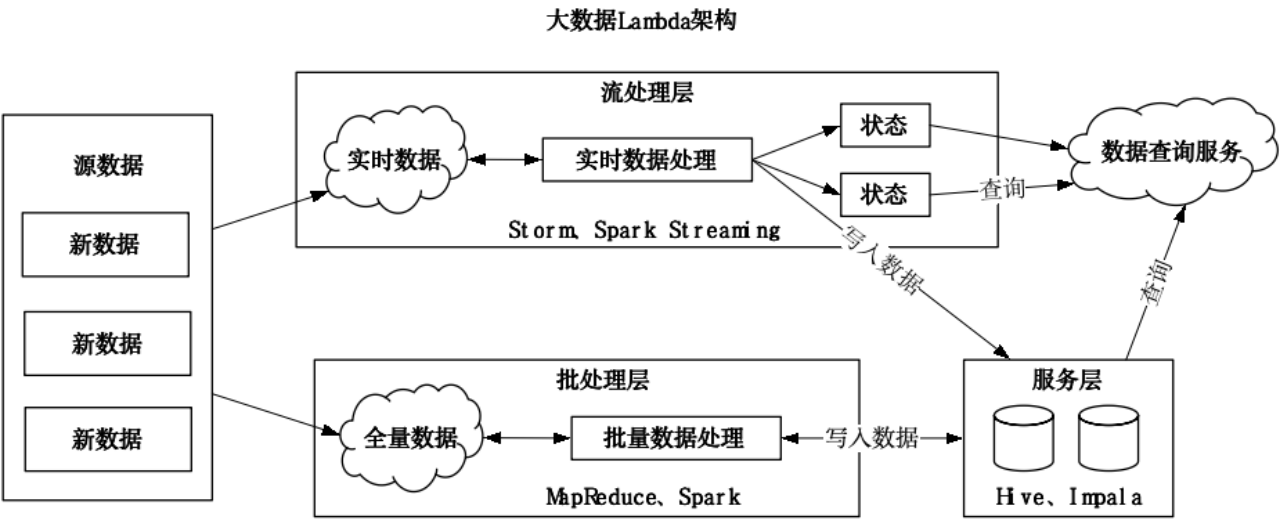 大数据Lambda架构
流处理层
源数据
新数据
新数据
新数据
实时数据
实时数据处理
状态
状态
查询
数据查询服务
Storm、Spark Streaming
写入数据
查询
批处理层
全量数据
批量数据处理
写入数据
MapReduce、Spark
服务层
Hive、Impala